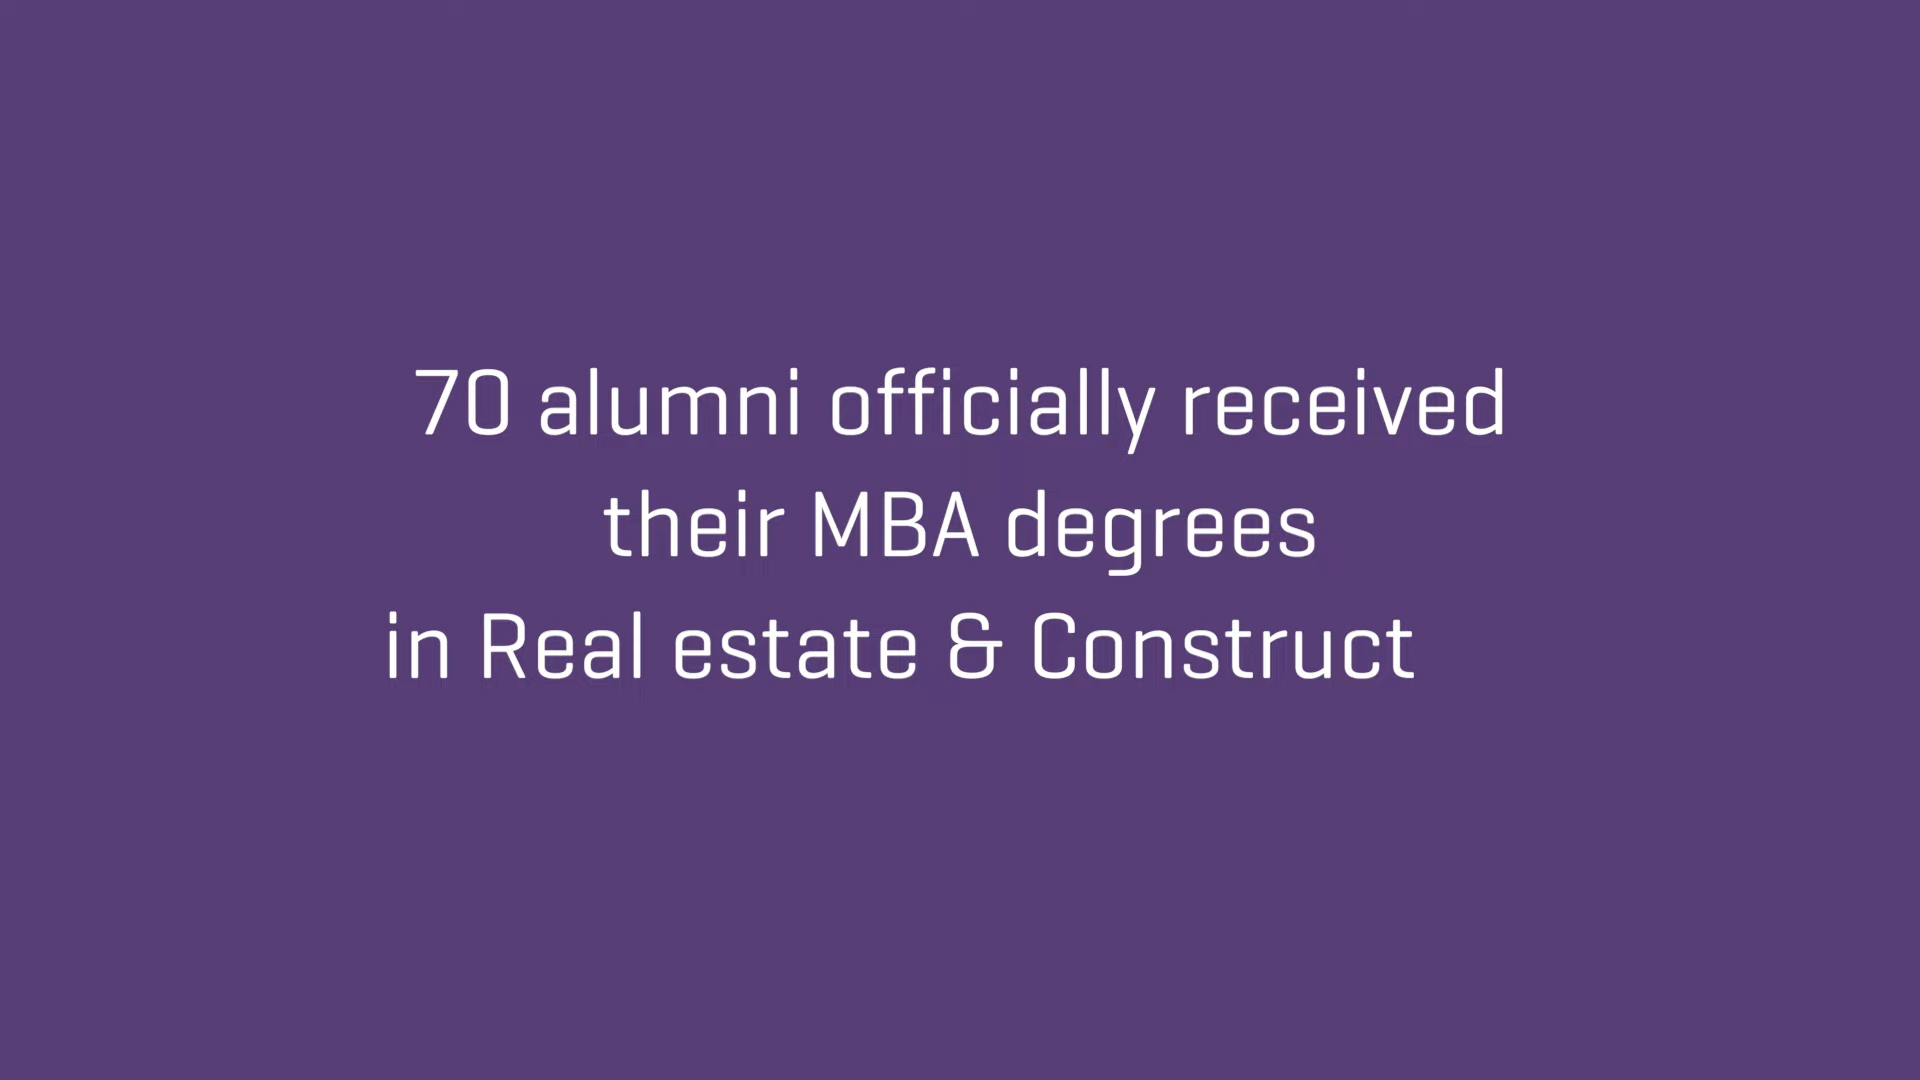 70 alumni officially received
their MBA degrees
in Real estate & Construct